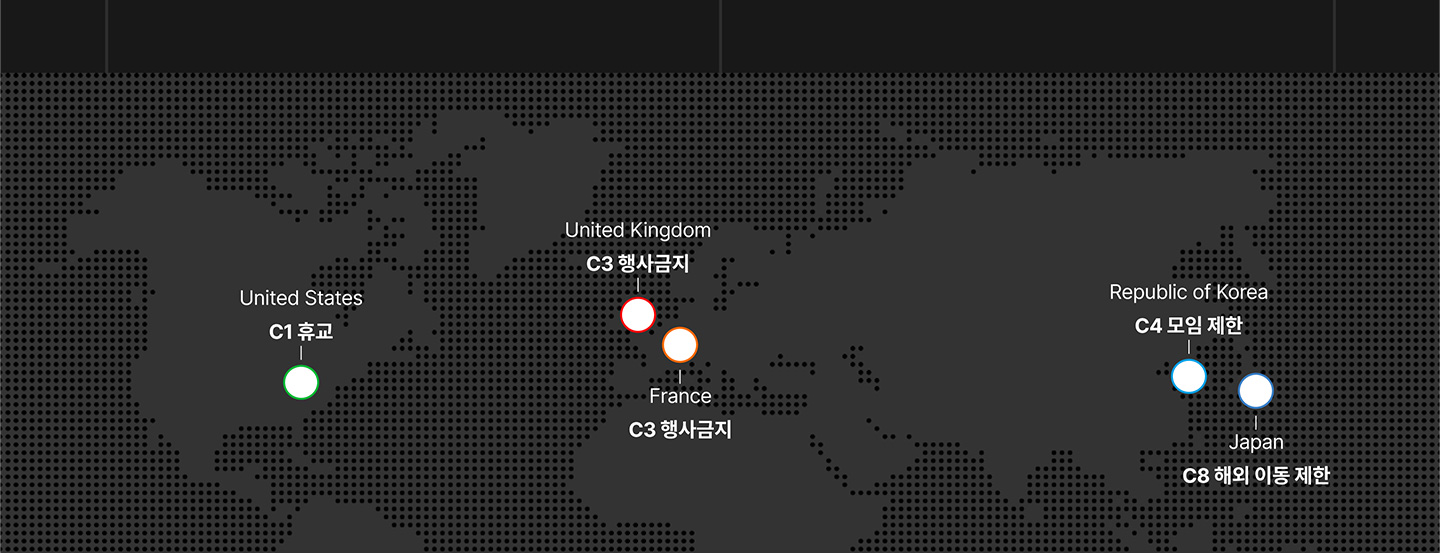 United Kingdom
C3 행사금지
United States
C1 휴교
Republic of Korea
C4 모임 제한
France
C3 행사금지
Japan
C8 해외 이동 제한